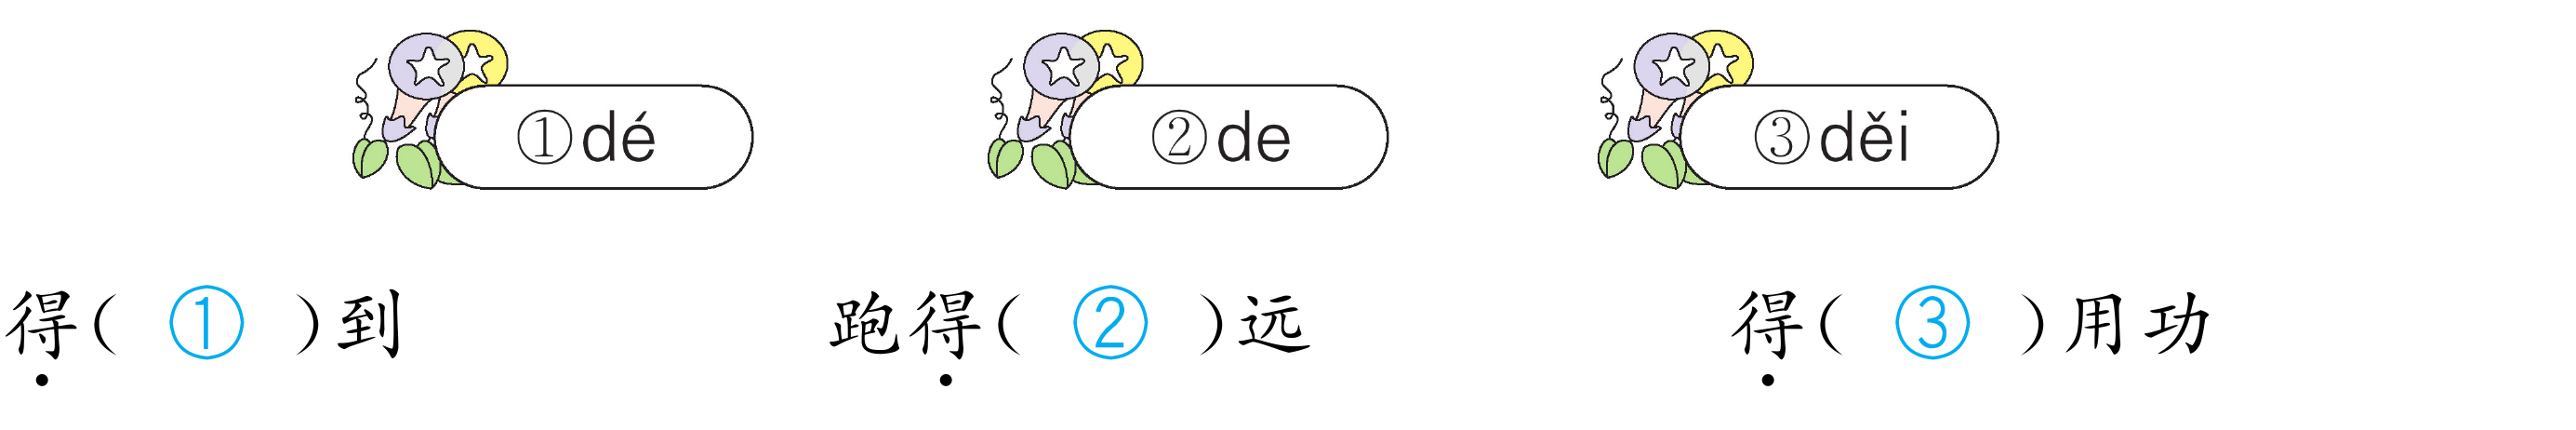 ①dé ②de ③děi
得( ① )到 跑得( ② )远 得( ③ )用功